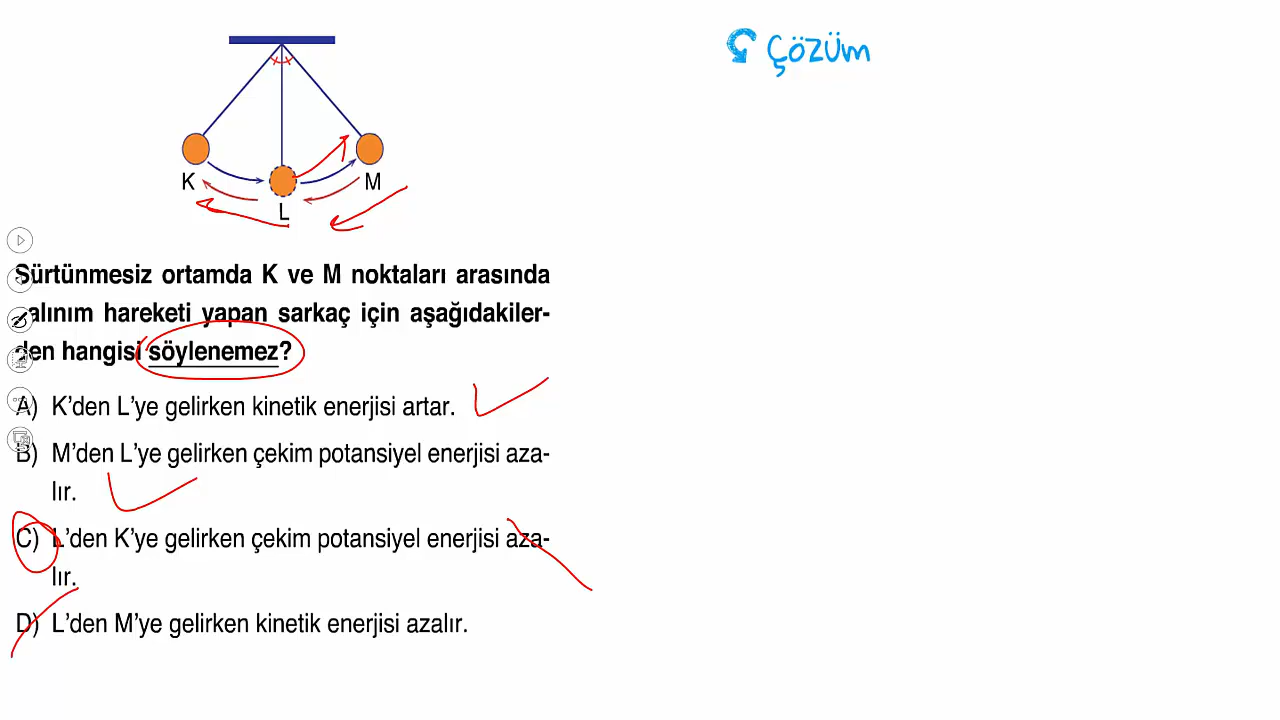 Çözüm
K
M
L
Sürtünmesiz ortamda K ve M noktaları arasında
salınım hareketi yapan sarkaç için aşağıdakiler-
den hangisi söylenemez?
A) K'den L'ye gelirken kinetik enerjisi artar.
B) M'den L'ye gelirken çekim potansiyel enerjisi aza-
lır.
C) L'den K'ye gelirken çekim potansiyel enerjisi aza-
lır.
D) L'den M'ye gelirken kinetik enerjisi azalır.